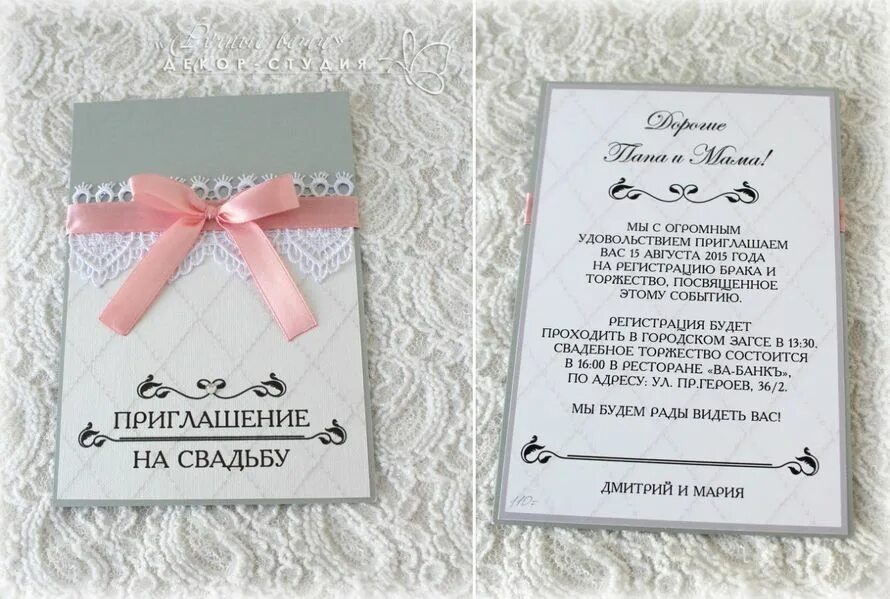 ДЕКОР-СТУДИЯ
ПРИГЛАШЕНИЕ
НА СВАДЬБУ
Дорогие
Папа и Мама!
МЫ С ОГРОМНЫМ
УДОВОЛЬСТВИЕМ ПРИГЛАШАЕМ
ВАС 15 АВГУСТА 2015 ГОДА
НА РЕГИСТРАЦИЮ БРАКА И
ТОРЖЕСТВО, ПОСВЯЩЕННОЕ
ЭТОМУ СОБЫТИЮ.
РЕГИСТРАЦИЯ БУДЕТ
ПРОХОДИТЬ В ГОРОДСКОМ ЗАГСЕ В 13:30.
СВАДЕБНОЕ ТОРЖЕСТВО СОСТОИТСЯ
В 16:00 В РЕСТОРАНЕ «ВА-БАНКЪ»,
ПО АДРЕСУ: УЛ. ПР.ГЕРОЕВ, 36/2.
МЫ БУДЕМ РАДЫ ВИДЕТЬ ВАС!
ДМИТРИЙ И МАРИЯ
110=